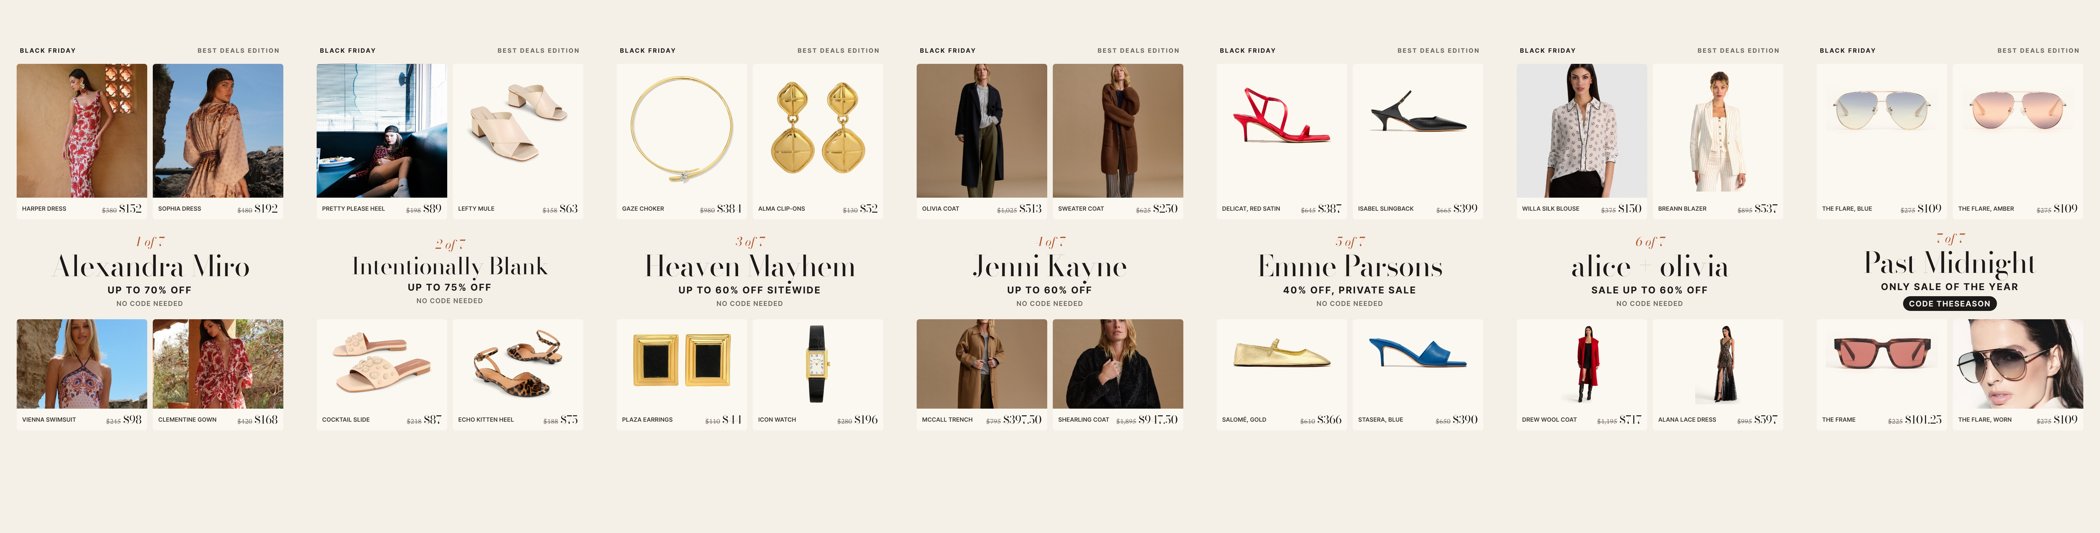 BLACK FRIDAY BEST DEALS EDITION
HARPER DRESS $380 $152
SOPHIA DRESS $480 $192
1 of 7
Alexandra Miro
UP TO 70% OFF
NO CODE NEEDED
VIENNA SWIMSUIT $245 $98
CLEMENTINE GOWN $420 $168
BLACK FRIDAY BEST DEALS EDITION
PRETTY PLEASE HEEL $198 $89
LEFTY MULE $158 $63
2 of 7
Intentionally Blank
UP TO 75% OFF
NO CODE NEEDED
COCKTAIL SLIDE $218 $87
ECHO KITTEN HEEL $188 $75
BLACK FRIDAY BEST DEALS EDITION
GAZE CHOKER $980 $384
ALMA CLIP-ONS $130 $52
3 of 7
Heaven Mayhem
UP TO 60% OFF SITEWIDE
NO CODE NEEDED
PLAZA EARRINGS $110 $44
ICON WATCH $280 $196
BLACK FRIDAY BEST DEALS EDITION
OLIVIA COAT $1,025 $513
SWEATER COAT $625 $250
4 of 7
Jenni Kayne
UP TO 60% OFF
NO CODE NEEDED
MCCALL TRENCH $795 $397.50
SHEARLING COAT $1,895 $947.50
BLACK FRIDAY BEST DEALS EDITION
DELICAT, RED SATIN $645 $387
ISABEL SLINGBACK $665 $399
5 of 7
Emme Parsons
40% OFF, PRIVATE SALE
NO CODE NEEDED
SALOMÉ, GOLD $610 $366
STASERA, BLUE $650 $390
BLACK FRIDAY BEST DEALS EDITION
WILLA SILK BLOUSE $375 $150
BREANN BLAZER $895 $537
6 of 7
alice + olivia
SALE UP TO 60% OFF
NO CODE NEEDED
DREW WOOL COAT $1,195 $717
ALANA LACE DRESS $995 $597
BLACK FRIDAY BEST DEALS EDITION
THE FLARE, BLUE $275 $109
THE FLARE, AMBER $275 $109
7 of 7
Past Midnight
ONLY SALE OF THE YEAR
CODE THESEASON
THE FRAME $225 $101.25
THE FLARE, WORN $275 $109